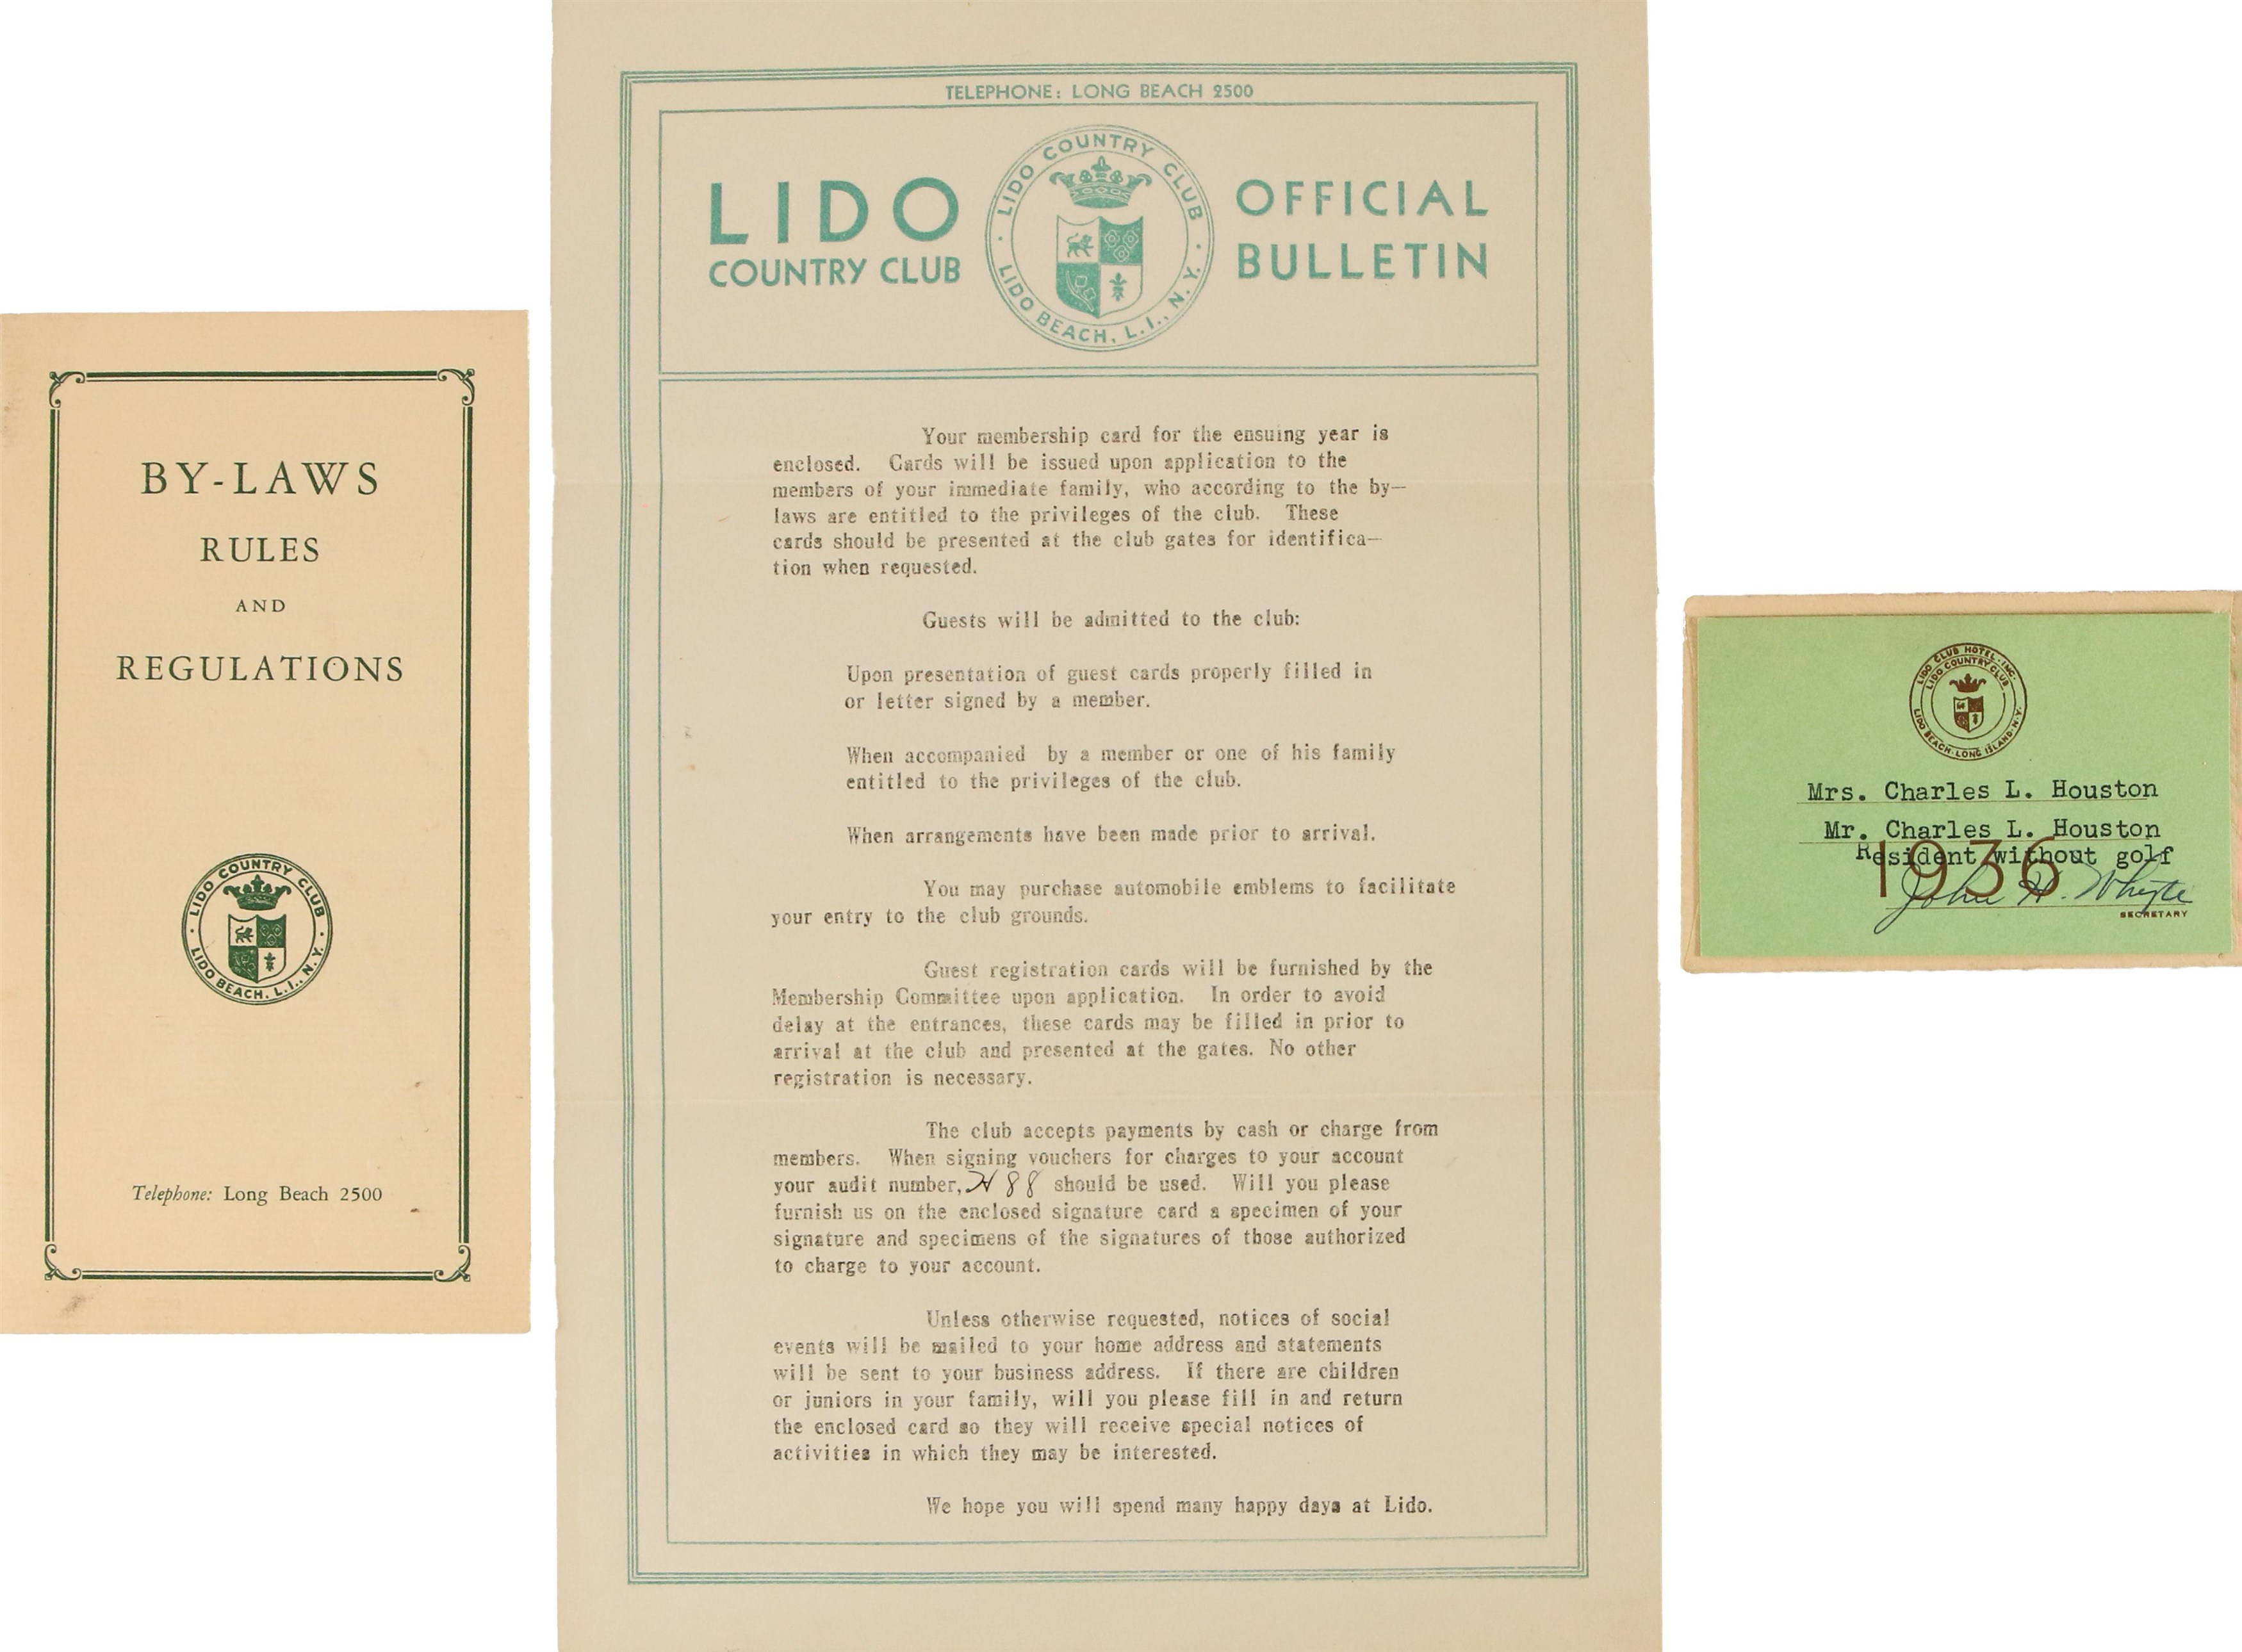 BY-LAWS
RULES
AND
REGULATIONS
· LIDO COUNTRY CLUB ·
LIDO BEACH, L.I., N.Y.
Telephone: Long Beach 2500
TELEPHONE: LONG BEACH 2500
LIDO
COUNTRY CLUB
· LIDO COUNTRY CLUB ·
LIDO BEACH, L.I., N.Y.
OFFICIAL
BULLETIN
Your membership card for the ensuing year is
enclosed. Cards will be issued upon application to the
members of your immediate family, who according to the by-
laws are entitled to the privileges of the club. These
cards should be presented at the club gates for identifica-
tion when requested.
Guests will be admitted to the club:
Upon presentation of guest cards properly filled in
or letter signed by a member.
When accompanied by a member or one of his family
entitled to the privileges of the club.
When arrangements have been made prior to arrival.
You may purchase automobile emblems to facilitate
your entry to the club grounds.
Guest registration cards will be furnished by the
Membership Committee upon application. In order to avoid
delay at the entrances, these cards may be filled in prior to
arrival at the club and presented at the gates. No other
registration is necessary.
The club accepts payments by cash or charge from
members. When signing vouchers for charges to your account
your audit number, H 88 should be used. Will you please
furnish us on the enclosed signature card a specimen of your
signature and specimens of the signatures of those authorized
to charge to your account.
Unless otherwise requested, notices of social
events will be mailed to your home address and statements
will be sent to your business address. If there are children
or juniors in your family, will you please fill in and return
the enclosed card so they will receive special notices of
activities in which they may be interested.
We hope you will spend many happy days at Lido.
LIDO CLUB HOTEL, INC.
LIDO COUNTRY CLUB
LIDO BEACH · LONG ISLAND · N.Y.
Mrs. Charles L. Houston
Mr. Charles L. Houston
Resident without golf
1936
John H. Whyte
SECRETARY